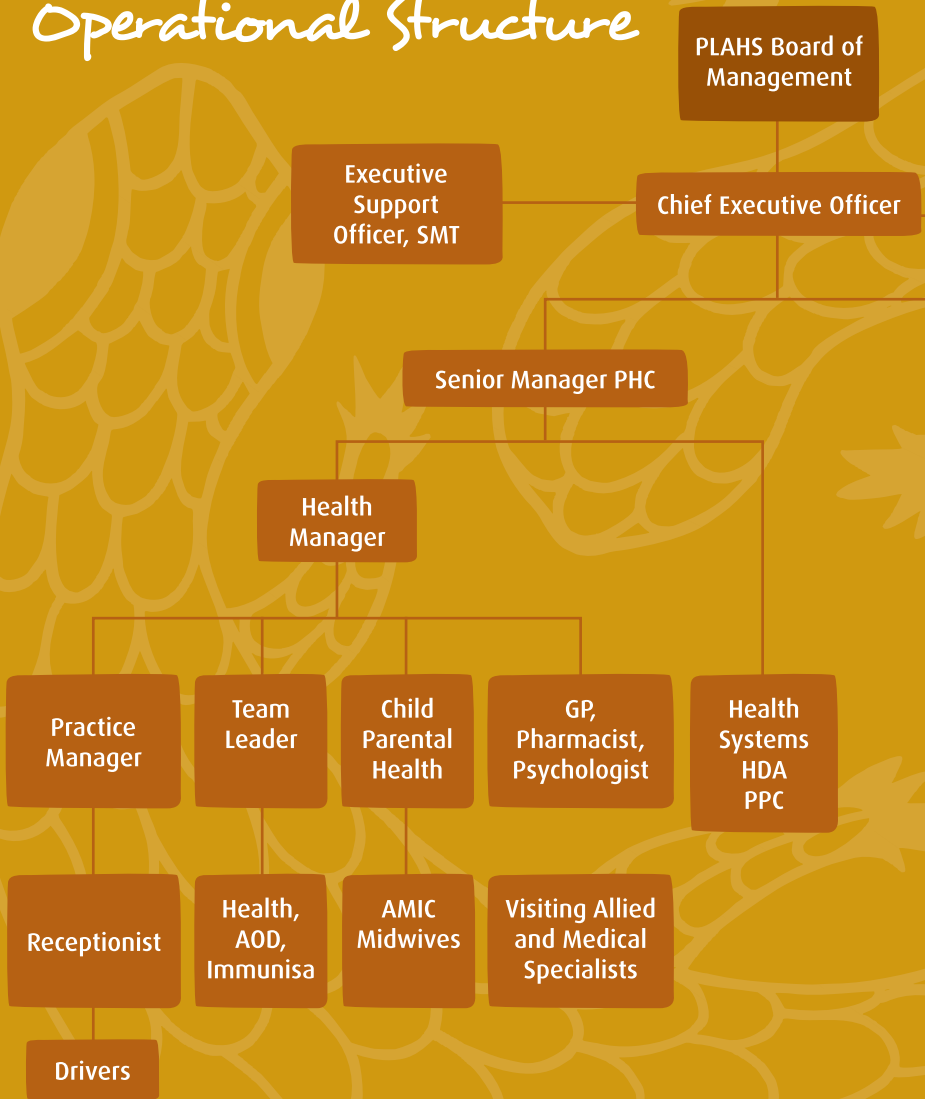 Operational Structure
PLAHS Board of
Management
Executive
Support
Officer, SMT
Chief Executive Officer
Senior Manager PHC
Health
Manager
Practice
Manager
Team
Leader
Child
Parental
Health
GP,
Pharmacist,
Psychologist
Health
Systems
HDA
PPC
Receptionist
Health,
AOD,
Immunisa
AMIC
Midwives
Visiting Allied
and Medical
Specialists
Drivers